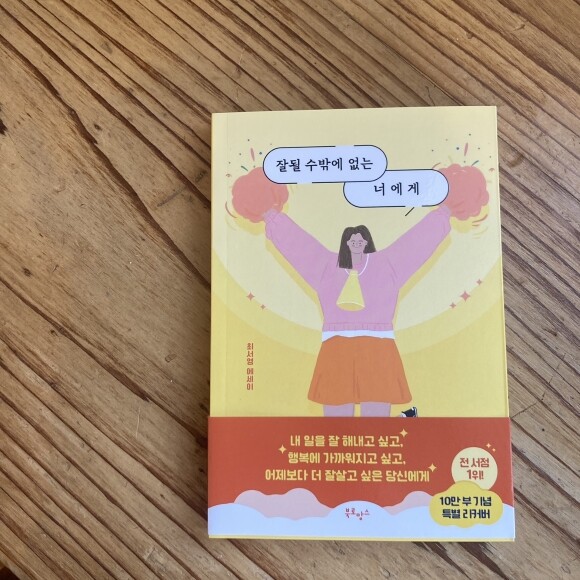 잘될 수밖에 없는
너에게
최서영 에세이
내 일을 잘 해내고 싶고,
행복에 가까워지고 싶고,
어제보다 더 잘살고 싶은 당신에게
전 서점
1위!
10만 부 기념
특별 리커버
북로망스